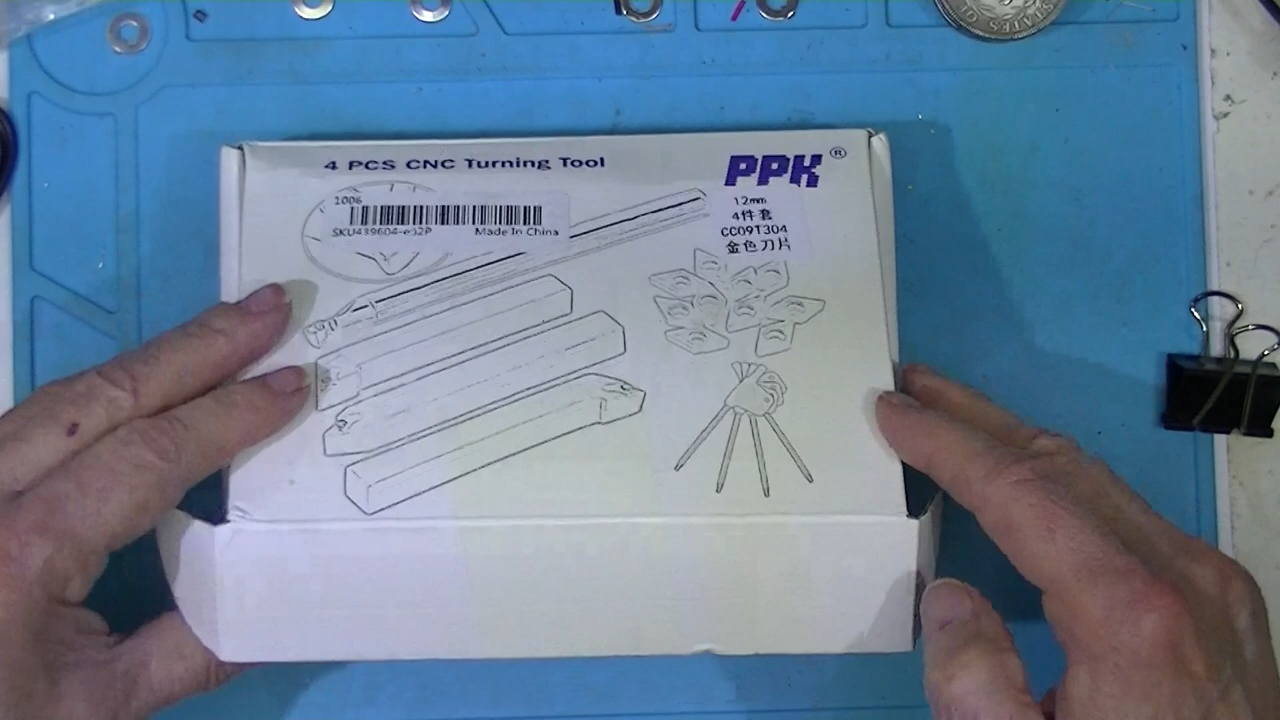 4 PCS CNC Turning Tool
PPK®
1006
SKU439604-
Made In China
12mm
4件套
CC09T304
金色刀片